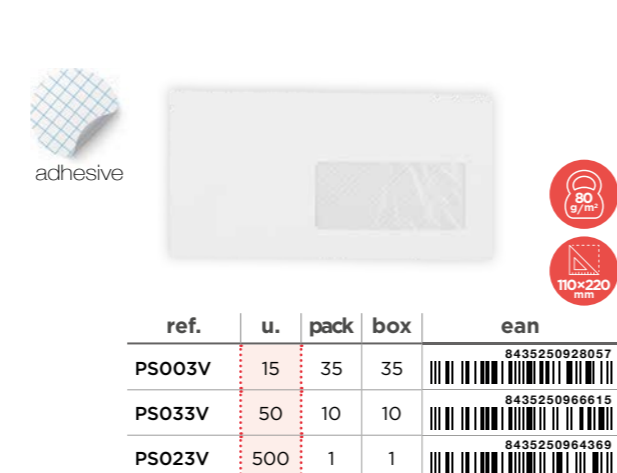 adhesive
80
g/m²
110×220
mm
ref. u. pack box ean
PS003V 15 35 35 8435250928057
PS033V 50 10 10 8435250966615
PS023V 500 1 1 8435250964369